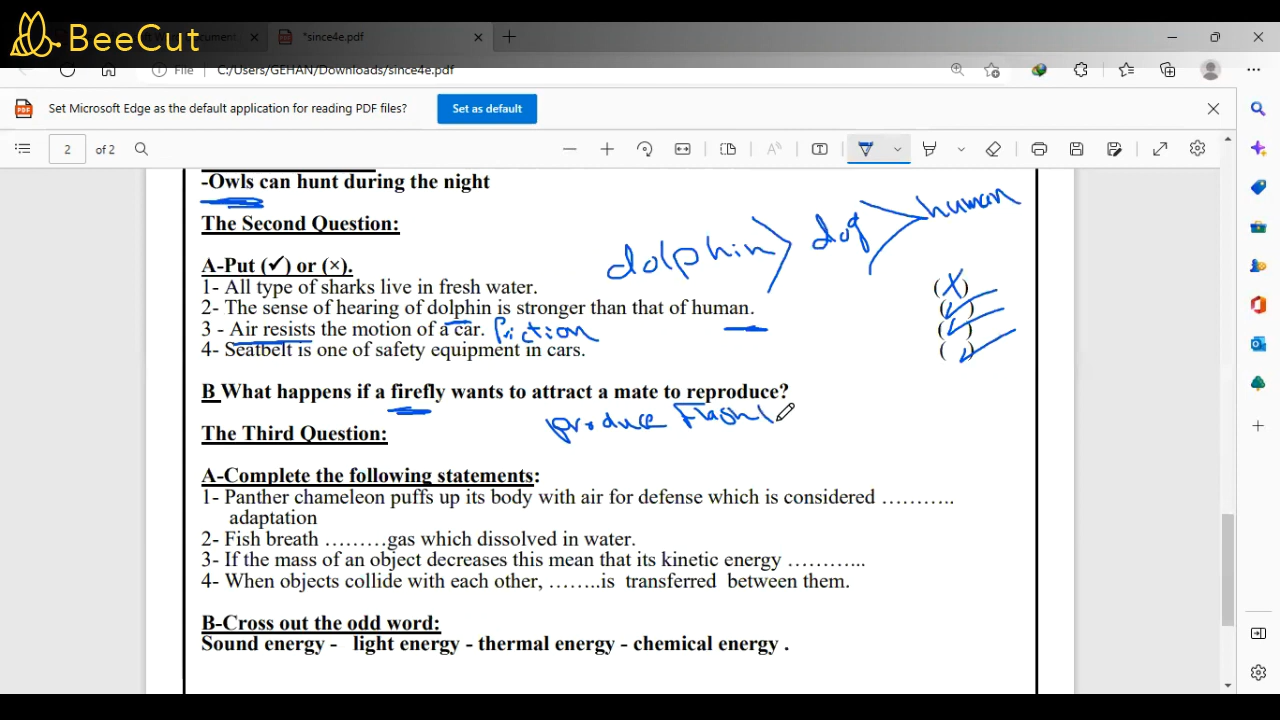 BeeCut
*since4e.pdf
File C:/Users/GEHAN/Downloads/since4e.pdf
Set Microsoft Edge as the default application for reading PDF files? Set as default
2 of 2
-Owls can hunt during the night
The Second Question:
dolphin > dog > human
A-Put (✓) or (×).
1- All type of sharks live in fresh water. (X)
2- The sense of hearing of dolphin is stronger than that of human. (✓)
3 - Air resists the motion of a car. friction (✓)
4- Seatbelt is one of safety equipment in cars. (✓)
B What happens if a firefly wants to attract a mate to reproduce?
produce Flash
The Third Question:
A-Complete the following statements:
1- Panther chameleon puffs up its body with air for defense which is considered ………..
adaptation
2- Fish breath ………gas which dissolved in water.
3- If the mass of an object decreases this mean that its kinetic energy ………...
4- When objects collide with each other, ……..is transferred between them.
B-Cross out the odd word:
Sound energy - light energy - thermal energy - chemical energy .